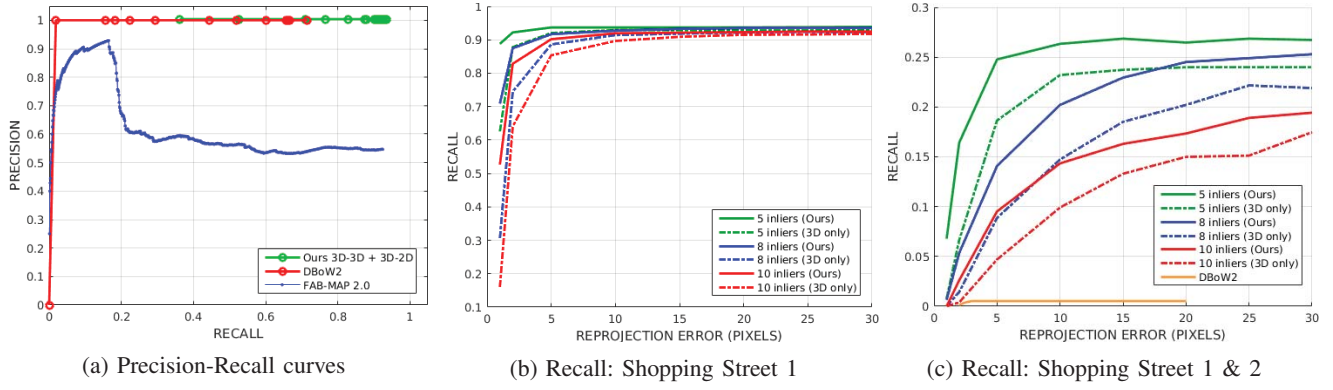 PRECISION
1
0.9
0.8
0.7
0.6
0.5
0.4
0.3
0.2
0.1
0
0
0.2
0.4
0.6
0.8
1
RECALL
Ours 3D-3D + 3D-2D
DBoW2
FAB-MAP 2.0
(a) Precision-Recall curves
RECALL
1
0.9
0.8
0.7
0.6
0.5
0.4
0.3
0.2
0.1
0
5
10
15
20
25
30
REPROJECTION ERROR (PIXELS)
5 inliers (Ours)
5 inliers (3D only)
8 inliers (Ours)
8 inliers (3D only)
10 inliers (Ours)
10 inliers (3D only)
(b) Recall: Shopping Street 1
RECALL
0.3
0.25
0.2
0.15
0.1
0.05
0
0
5
10
15
20
25
30
REPROJECTION ERROR (PIXELS)
5 inliers (Ours)
5 inliers (3D only)
8 inliers (Ours)
8 inliers (3D only)
10 inliers (Ours)
10 inliers (3D only)
DBoW2
(c) Recall: Shopping Street 1 & 2